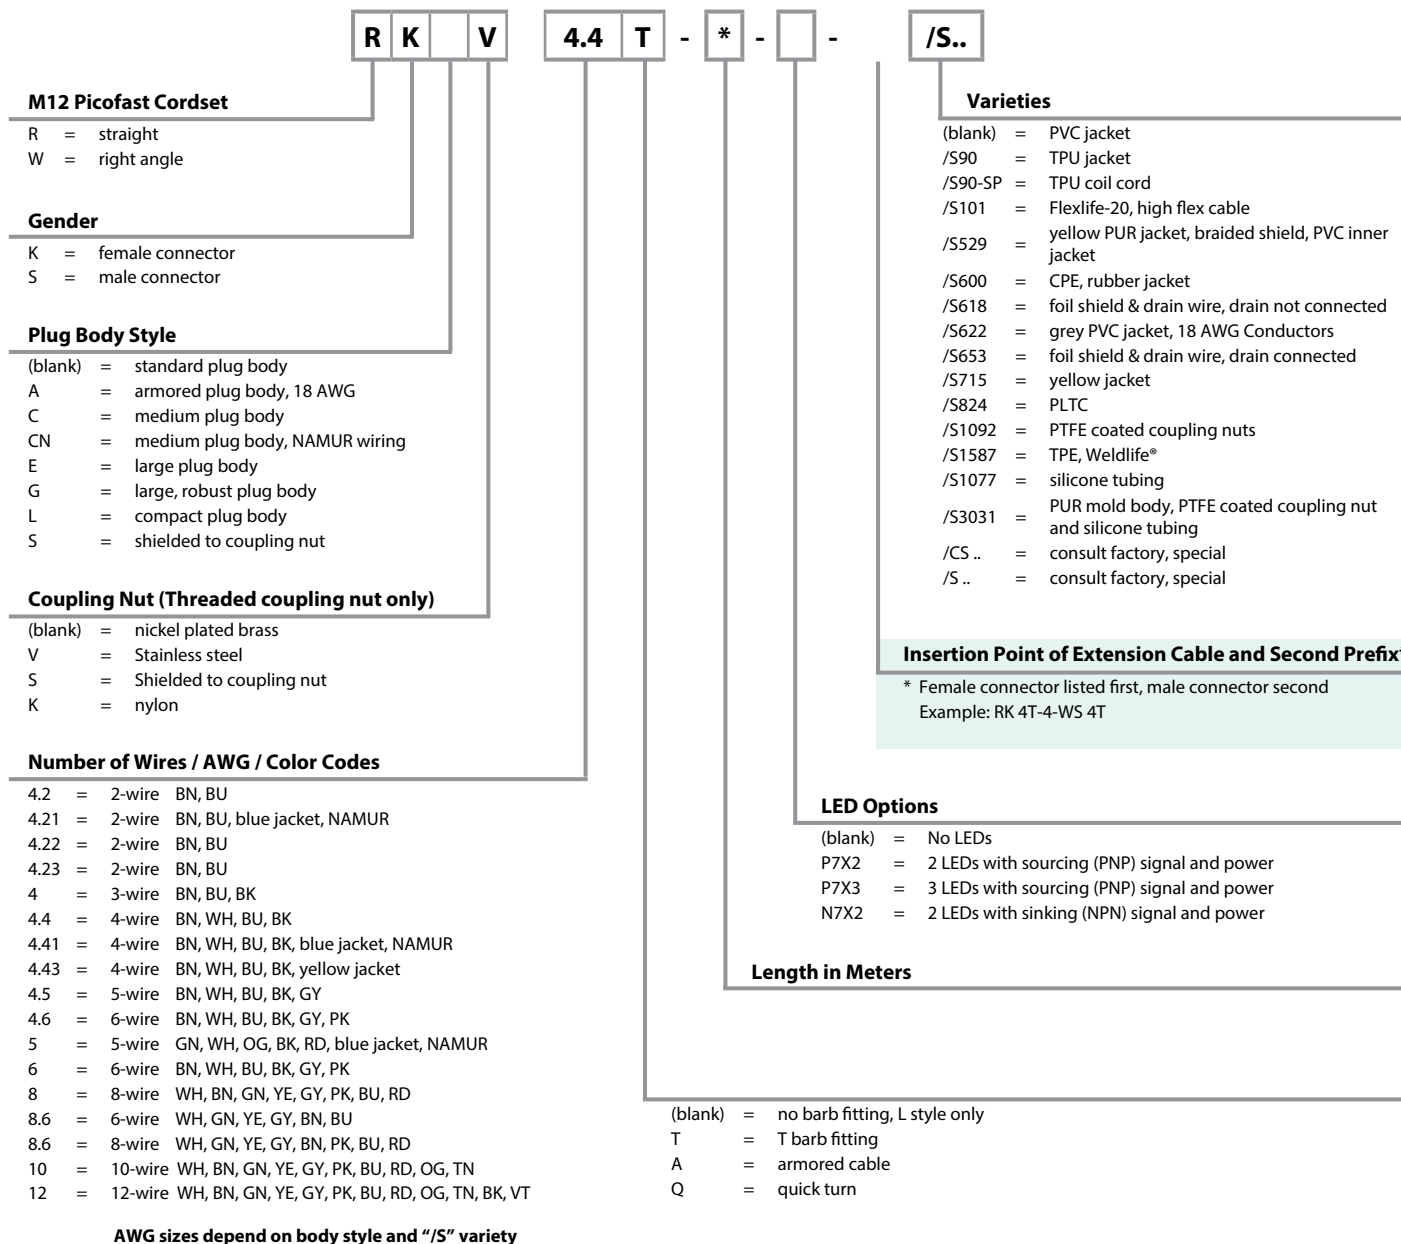 R K V 4.4 T - * - - /S..
M12 Picofast Cordset
R = straight
W = right angle
Gender
K = female connector
S = male connector
Plug Body Style
(blank) = standard plug body
A = armored plug body, 18 AWG
C = medium plug body
CN = medium plug body, NAMUR wiring
E = large plug body
G = large, robust plug body
L = compact plug body
S = shielded to coupling nut
Coupling Nut (Threaded coupling nut only)
(blank) = nickel plated brass
V = Stainless steel
S = Shielded to coupling nut
K = nylon
Number of Wires / AWG / Color Codes
4.2 = 2-wire BN, BU
4.21 = 2-wire BN, BU, blue jacket, NAMUR
4.22 = 2-wire BN, BU
4.23 = 2-wire BN, BU
4 = 3-wire BN, BU, BK
4.4 = 4-wire BN, WH, BU, BK
4.41 = 4-wire BN, WH, BU, BK, blue jacket, NAMUR
4.43 = 4-wire BN, WH, BU, BK, yellow jacket
4.5 = 5-wire BN, WH, BU, BK, GY
4.6 = 6-wire BN, WH, BU, BK, GY, PK
5 = 5-wire GN, WH, OG, BK, RD, blue jacket, NAMUR
6 = 6-wire BN, WH, BU, BK, GY, PK
8 = 8-wire WH, BN, GN, YE, GY, PK, BU, RD
8.6 = 6-wire WH, GN, YE, GY, BN, BU
8.6 = 8-wire WH, GN, YE, GY, BN, PK, BU, RD
10 = 10-wire WH, BN, GN, YE, GY, PK, BU, RD, OG, TN
12 = 12-wire WH, BN, GN, YE, GY, PK, BU, RD, OG, TN, BK, VT
AWG sizes depend on body style and “/S” variety
Varieties
(blank) = PVC jacket
/S90 = TPU jacket
/S90-SP = TPU coil cord
/S101 = Flexlife-20, high flex cable
/S529 = yellow PUR jacket, braided shield, PVC inner
jacket
/S600 = CPE, rubber jacket
/S618 = foil shield & drain wire, drain not connected
/S622 = grey PVC jacket, 18 AWG Conductors
/S653 = foil shield & drain wire, drain connected
/S715 = yellow jacket
/S824 = PLTC
/S1092 = PTFE coated coupling nuts
/S1587 = TPE, Weldlife®
/S1077 = silicone tubing
/S3031 = PUR mold body, PTFE coated coupling nut
and silicone tubing
/CS .. = consult factory, special
/S .. = consult factory, special
Insertion Point of Extension Cable and Second Prefix*
* Female connector listed first, male connector second
Example: RK 4T-4-WS 4T
LED Options
(blank) = No LEDs
P7X2 = 2 LEDs with sourcing (PNP) signal and power
P7X3 = 3 LEDs with sourcing (PNP) signal and power
N7X2 = 2 LEDs with sinking (NPN) signal and power
Length in Meters
(blank) = no barb fitting, L style only
T = T barb fitting
A = armored cable
Q = quick turn